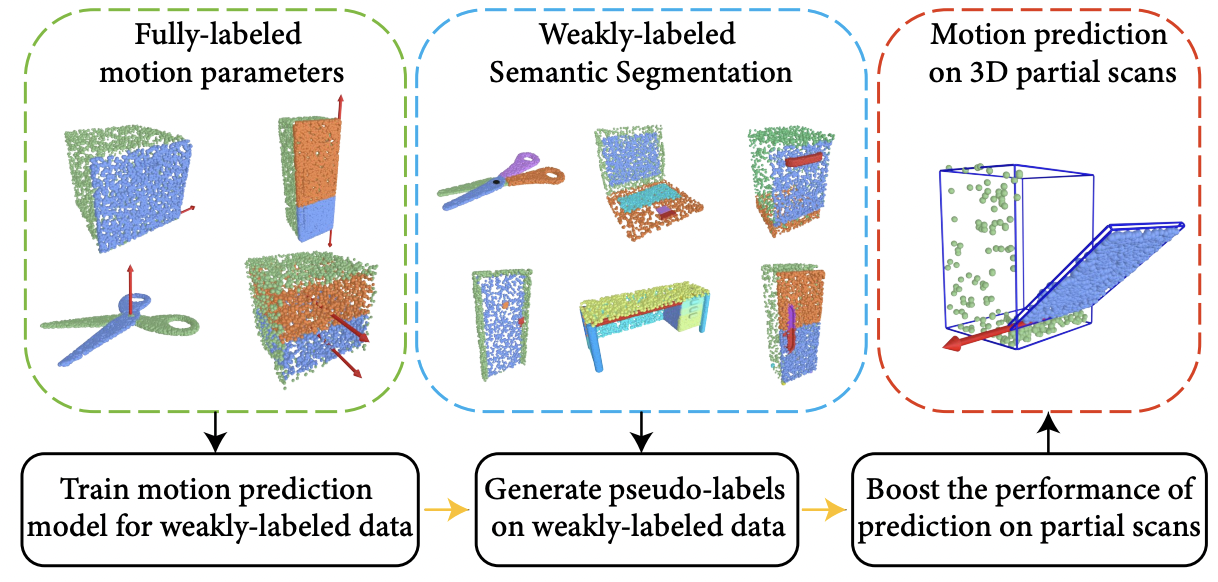 Fully-labeled
motion parameters
Weakly-labeled
Semantic Segmentation
Motion prediction
on 3D partial scans
Train motion prediction
model for weakly-labeled data
Generate pseudo-labels
on weakly-labeled data
Boost the performance of
prediction on partial scans